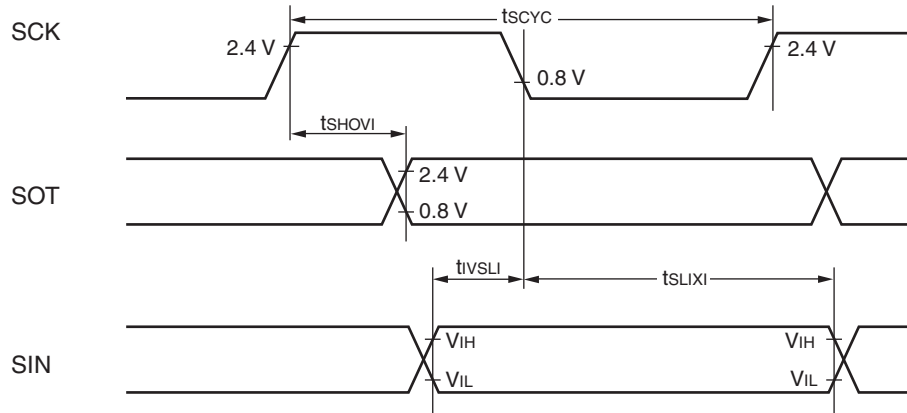 tSCYC
SCK
2.4 V
2.4 V
0.8 V
tSHOVI
2.4 V
SOT
0.8 V
tIVSLI
tSLIXI
VIH
VIH
SIN
VIL
VIL